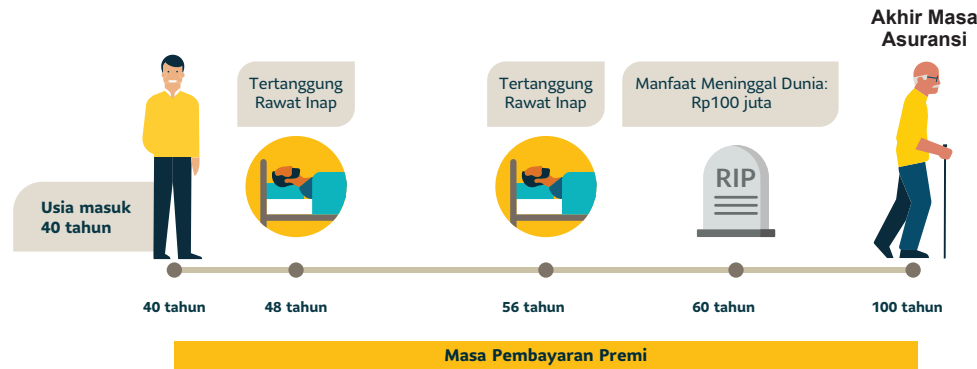 Akhir Masa
Asuransi
Tertanggung
Rawat Inap
Tertanggung
Rawat Inap
Manfaat Meninggal Dunia:
Rp100 juta
RIP
Usia masuk
40 tahun
40 tahun
48 tahun
56 tahun
60 tahun
100 tahun
Masa Pembayaran Premi